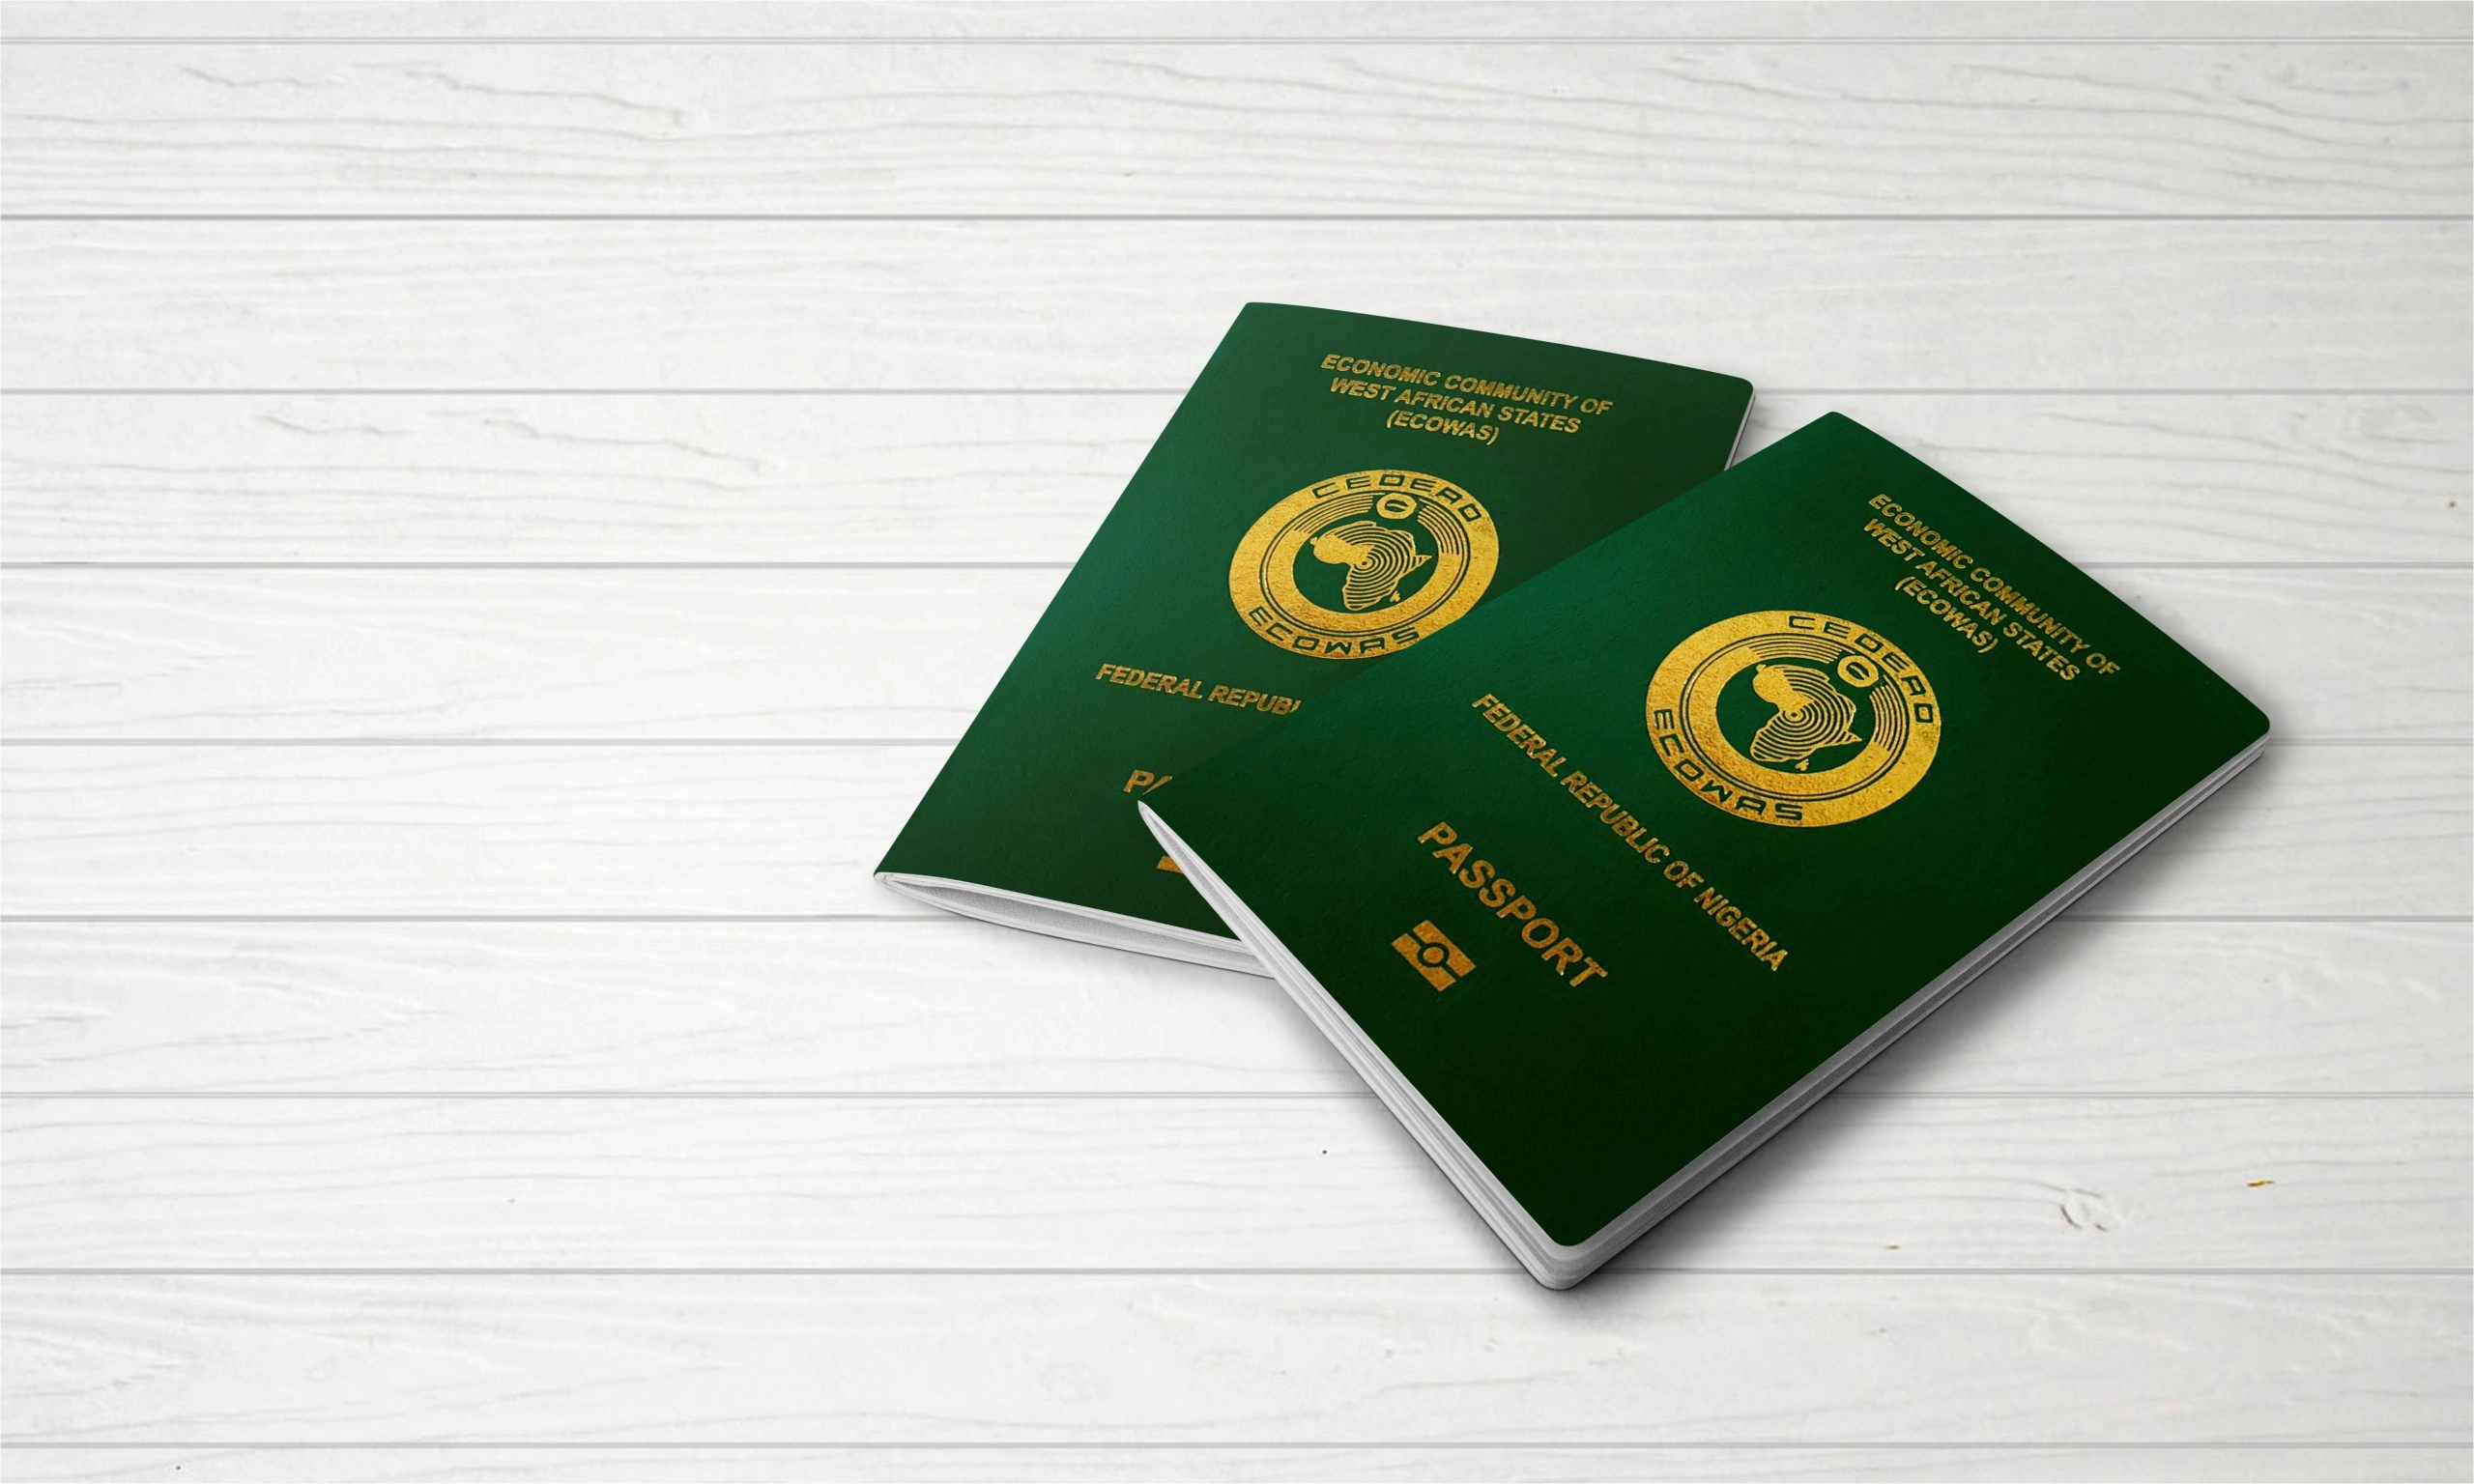 ECONOMIC COMMUNITY OF
WEST AFRICAN STATES
(ECOWAS)
CEDEAO
ECOWAS
FEDERAL REPUB
ECONOMIC COMMUNITY OF
WEST AFRICAN STATES
(ECOWAS)
CEDEAO
ECOWAS
FEDERAL REPUBLIC OF NIGERIA
PASSPORT